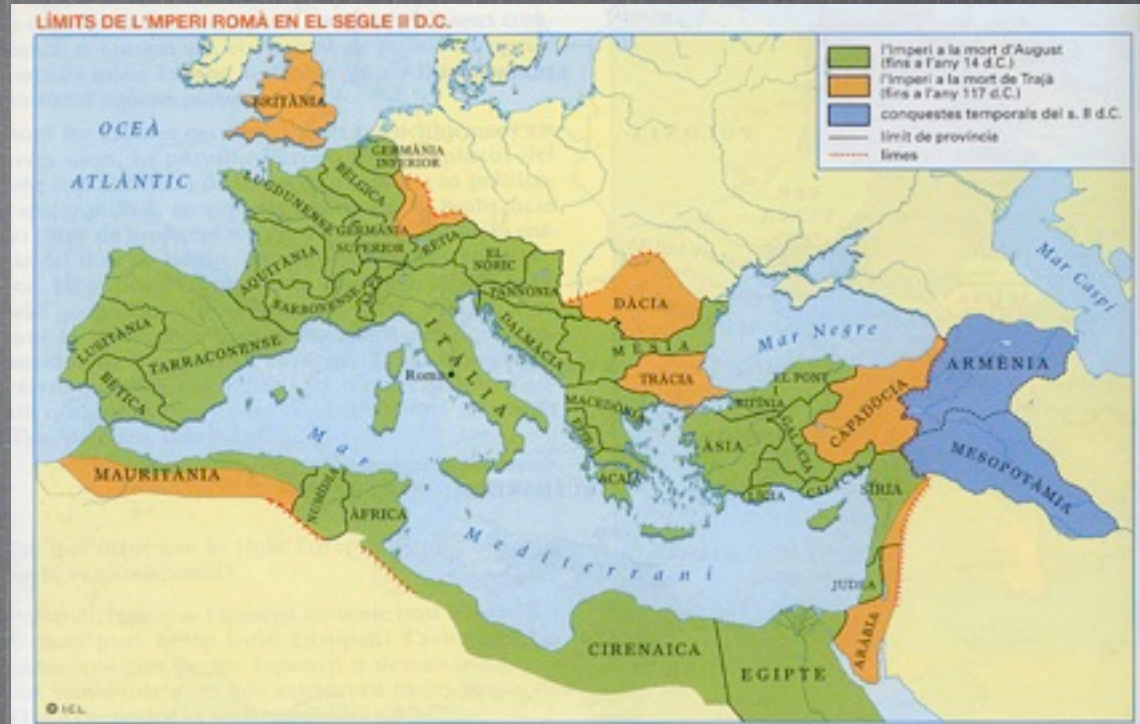 LÍMITS DE L'MPERI ROMÀ EN EL SEGLE II D.C.
l'Imperi a la mort d'August
(fins a l'any 14 d.C.)
l'Imperi a la mort de Trajà
(fins a l'any 117 d.C.)
conquestes temporals del s. II d.C.
límit de província
limes
BRITÀNIA
OCEÀ
ATLÀNTIC
GERMÀNIA
INFERIOR
BÈLGICA
LUGDUNENSE
GERMÀNIA
SUPERIOR
RÈTIA
EL
NÒRIC
PANNÒNIA
AQUITÀNIA
NARBONENSE
ALPS
DALMÀCIA
DÀCIA
MÈSIA
TRÀCIA
Mar Negre
Mar Caspi
LUSITÀNIA
TARRACONENSE
BÈTICA
ITÀLIA
Roma
MACEDÒNIA
EPIR
ACAIA
ÀSIA
BITÍNIA
I
EL PONT
GALÀCIA
CAPADÒCIA
LÍCIA
CILÍCIA
SÍRIA
ARMÈNIA
MESOPOTÀMIA
MAURITÀNIA
NUMÍDIA
ÀFRICA
Mar
Mediterrani
JUDEA
ARÀBIA
CIRENAICA
EGIPTE
© I.C.L.